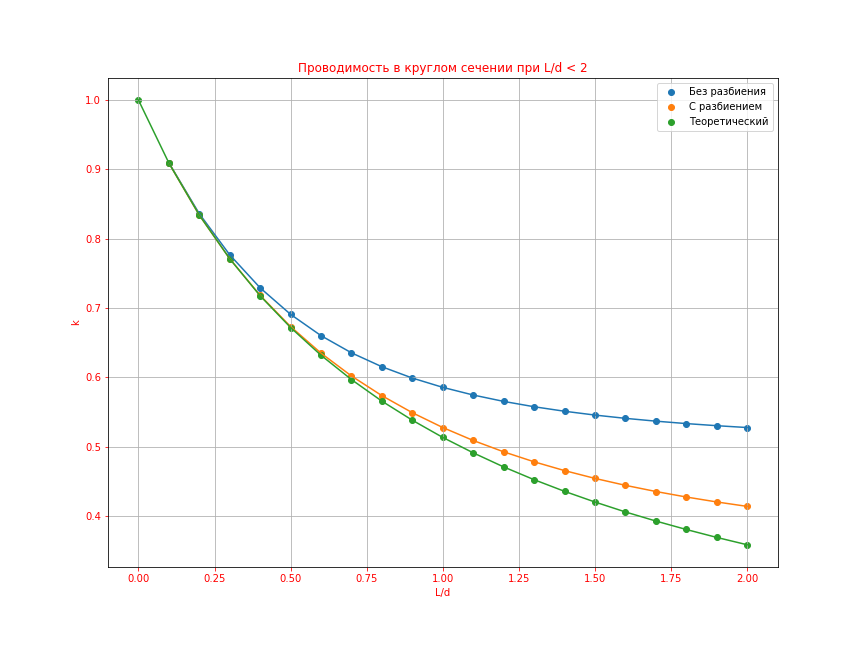 Проводимость в круглом сечении при L/d < 2
Без разбиения
С разбиением
Теоретический
1.0
0.9
0.8
0.7
0.6
0.5
0.4
k
0.00 0.25 0.50 0.75 1.00 1.25 1.50 1.75 2.00
L/d